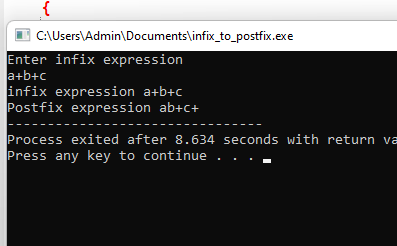 {
C:\Users\Admin\Documents\infix_to_postfix.exe
Enter infix expression
a+b+c
infix expression a+b+c
Postfix expression ab+c+
--------------------------------
Process exited after 8.634 seconds with return va
Press any key to continue . . .